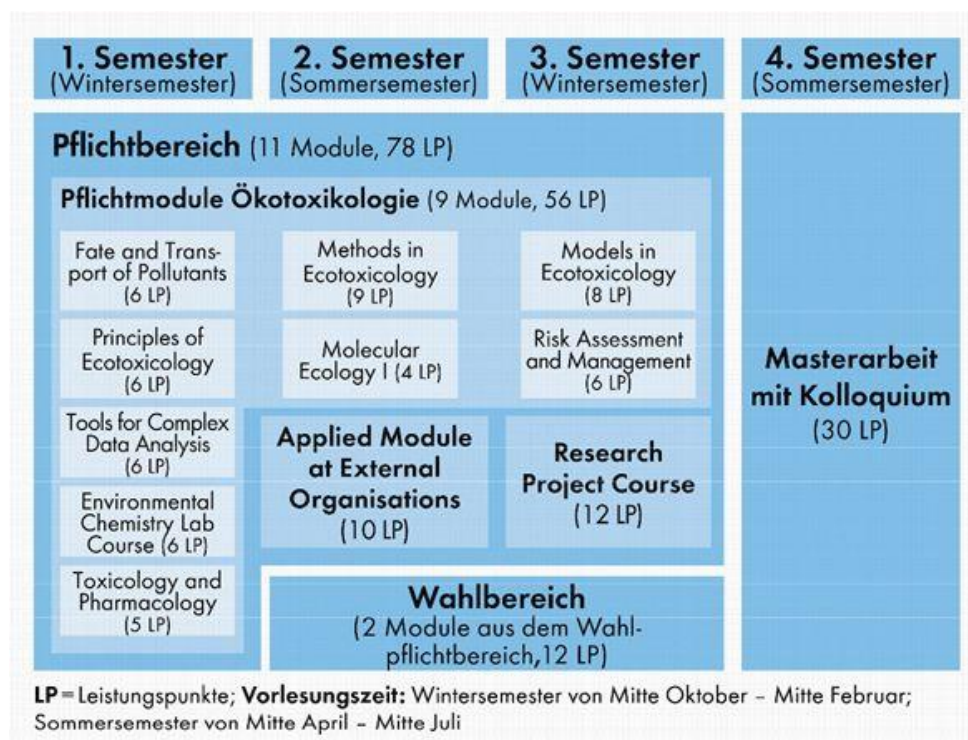 1. Semester
(Wintersemester)
2. Semester
(Sommersemester)
3. Semester
(Wintersemester)
4. Semester
(Sommersemester)
Pflichtbereich (11 Module, 78 LP)
Pflichtmodule Ökotoxikologie (9 Module, 56 LP)
Fate and Trans-
port of Pollutants
(6 LP)
Principles of
Ecotoxicology
(6 LP)
Tools for Complex
Data Analysis
(6 LP)
Environmental
Chemistry Lab
Course (6 LP)
Toxicology and
Pharmacology
(5 LP)
Methods in
Ecotoxicology
(9 LP)
Molecular
Ecology I (4 LP)
Applied Module
at External
Organisations
(10 LP)
Models in
Ecotoxicology
(8 LP)
Risk Assessment
and Management
(6 LP)
Research
Project Course
(12 LP)
Wahlbereich
(2 Module aus dem Wahl-
pflichtbereich,12 LP)
Masterarbeit
mit Kolloquium
(30 LP)
LP=Leistungspunkte; Vorlesungszeit: Wintersemester von Mitte Oktober – Mitte Februar;
Sommersemester von Mitte April – Mitte Juli